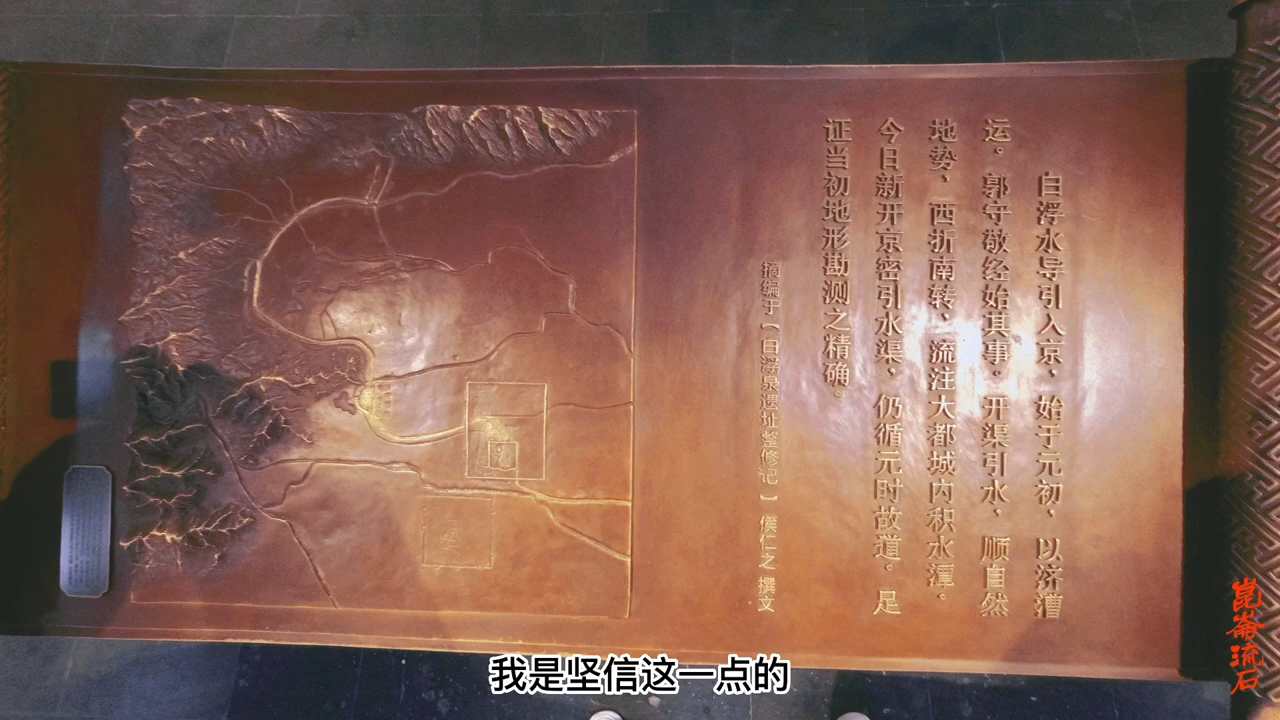 白浮水导引入京、始于元初、以济漕
运。郭守敬经始其事。开渠引水、顺自然
地势、西折南转、流注大都城内积水潭。
今日新开京密引水渠、仍循元时故道。足
证当初地形勘测之精确。
摘编于【白浮泉遗址整修记】侯仁之 撰文
崑崙流石
我是坚信这一点的